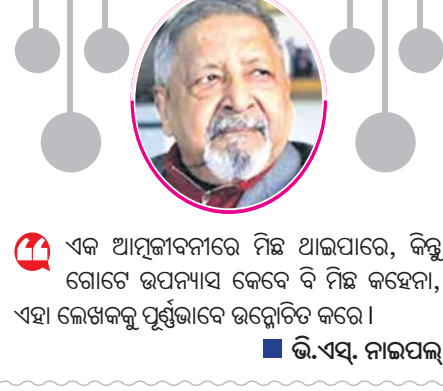 ଏକ ଆତ୍ମଜୀବନୀରେ ମିଛ ଥାଇପାରେ, କିନ୍ତୁ
ଗୋଟେ ଉପନ୍ୟାସ କେବେ ବି ମିଛ କହେନା,
ଏହା ଲେଖକକୁ ପୂର୍ଣ୍ଣଭାବେ ଉନ୍ମୋଚିତ କରେ।
ଭି.ଏସ୍. ନାଇପଲ୍